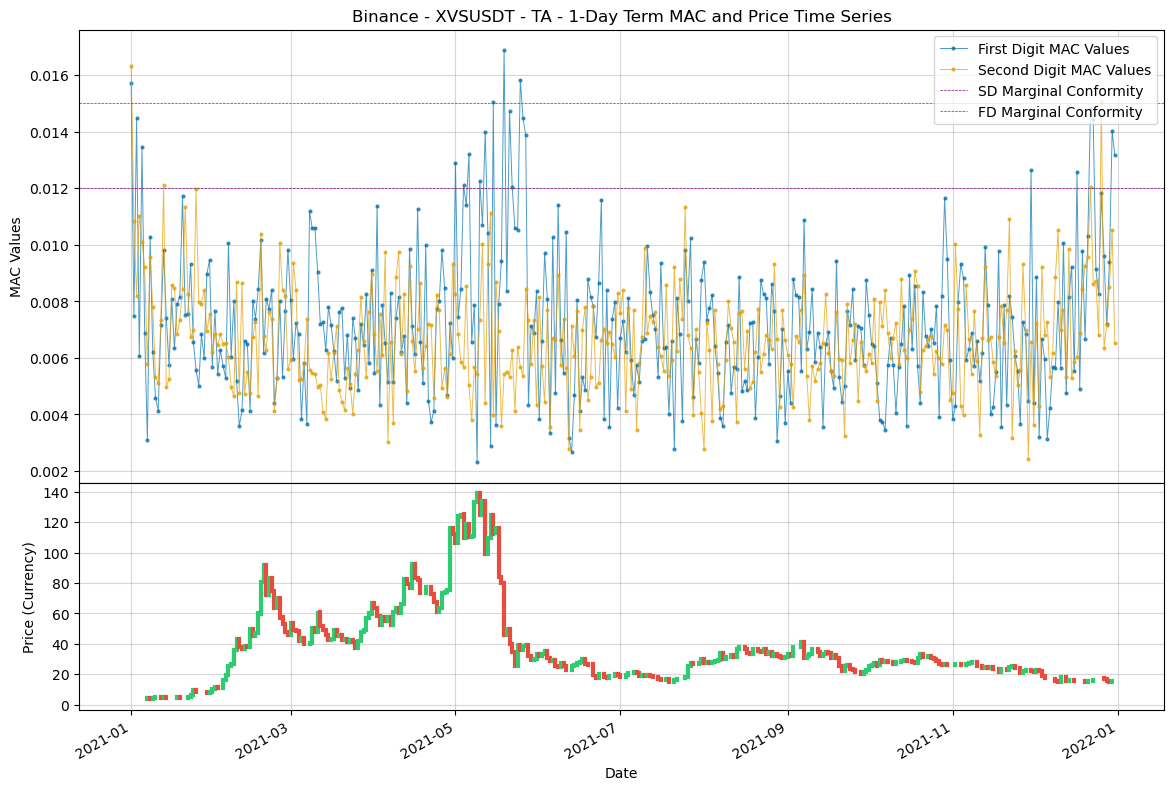 Binance - XVSUSDT - TA - 1-Day Term MAC and Price Time Series
First Digit MAC Values
Second Digit MAC Values
SD Marginal Conformity
FD Marginal Conformity
MAC Values
0.016
0.014
0.012
0.010
0.008
0.006
0.004
0.002
Price (Currency)
140
120
100
80
60
40
20
0
2021-01
2021-03
2021-05
2021-07
2021-09
2021-11
2022-01
Date